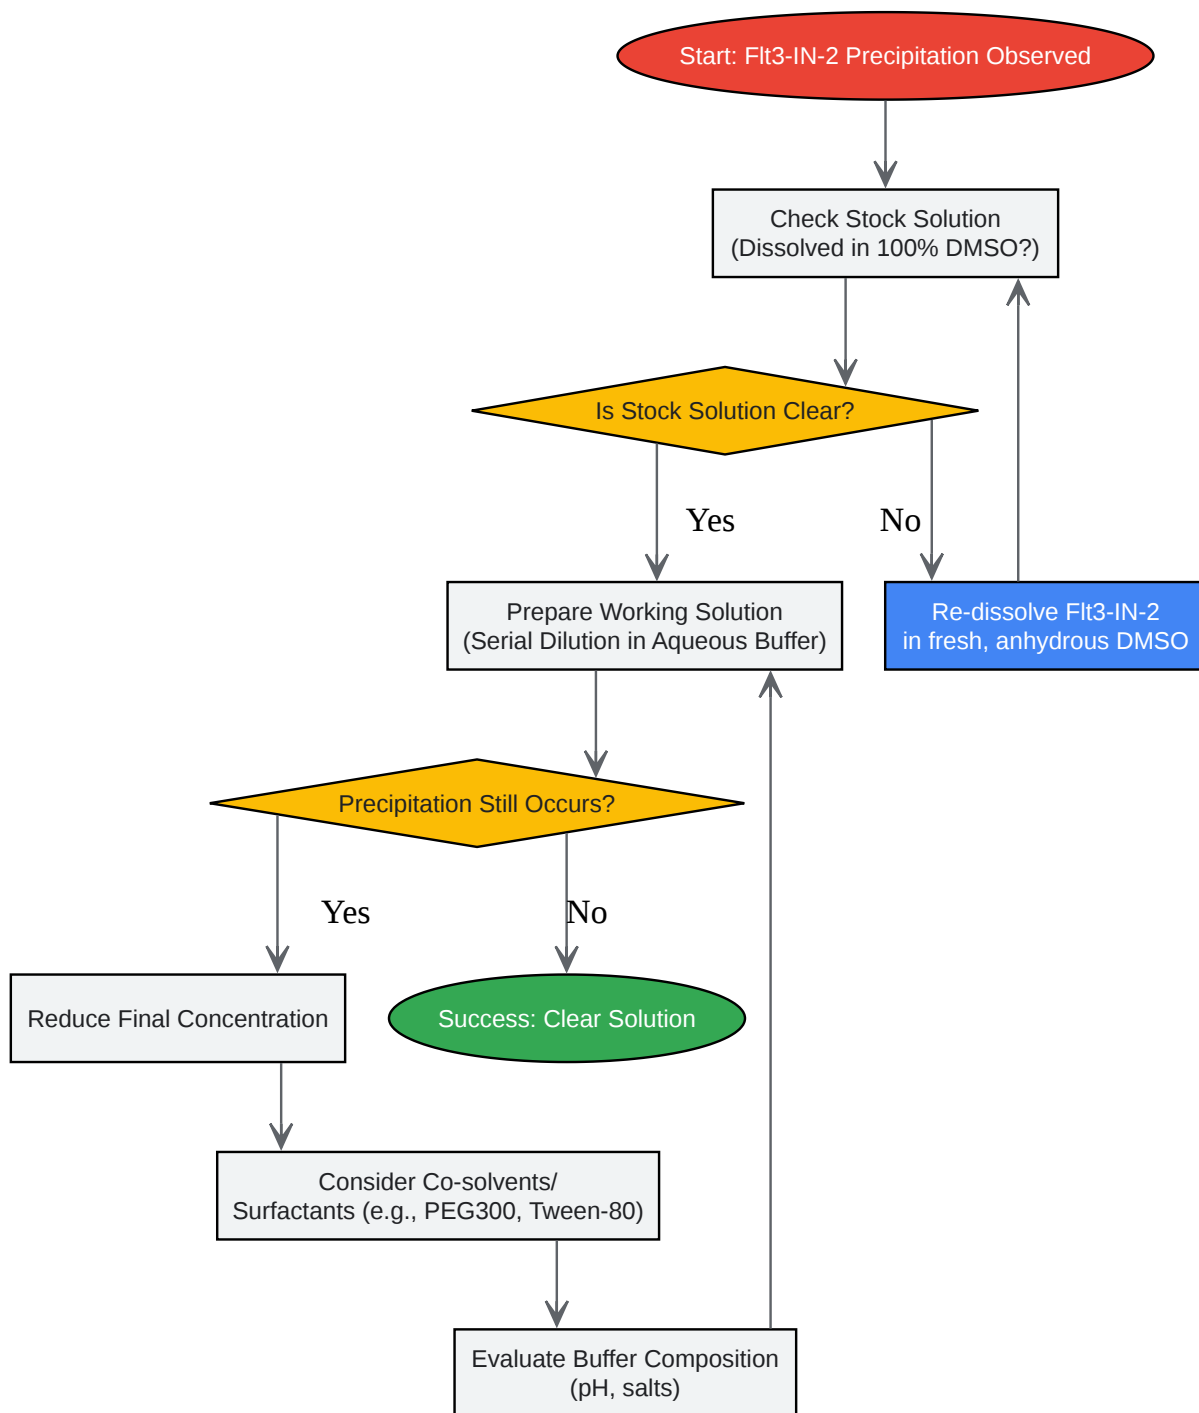 Start: Flt3-IN-2 Precipitation Observed
Check Stock Solution
(Dissolved in 100% DMSO?)
Is Stock Solution Clear?
Yes
No
Prepare Working Solution
(Serial Dilution in Aqueous Buffer)
Re-dissolve Flt3-IN-2
in fresh, anhydrous DMSO
Precipitation Still Occurs?
Yes
No
Reduce Final Concentration
Success: Clear Solution
Consider Co-solvents/
Surfactants (e.g., PEG300, Tween-80)
Evaluate Buffer Composition
(pH, salts)